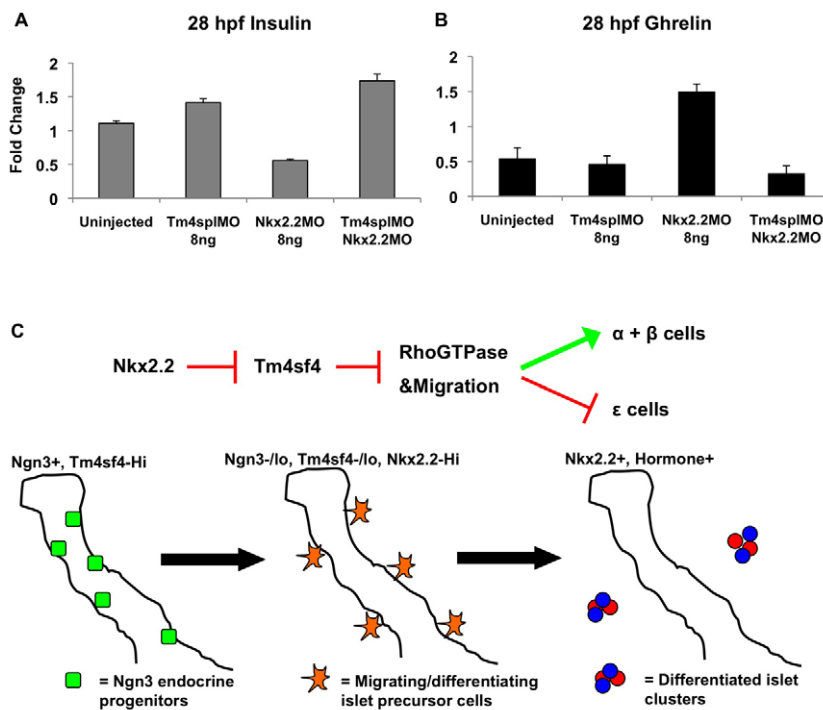 A
28 hpf Insulin
Fold Change
2
1.5
1
0.5
0
Uninjected
Tm4splMO
8ng
Nkx2.2MO
8ng
Tm4splMO
Nkx2.2MO
B
28 hpf Ghrelin
2
1.5
1
0.5
0
Uninjected
Tm4splMO
8ng
Nkx2.2MO
8ng
Tm4splMO
Nkx2.2MO
C
Nkx2.2
Tm4sf4
RhoGTPase
&Migration
α + β cells
ε cells
Ngn3+, Tm4sf4-Hi
Ngn3-/lo, Tm4sf4-/lo, Nkx2.2-Hi
Nkx2.2+, Hormone+
= Ngn3 endocrine
progenitors
= Migrating/differentiating
islet precursor cells
= Differentiated islet
clusters